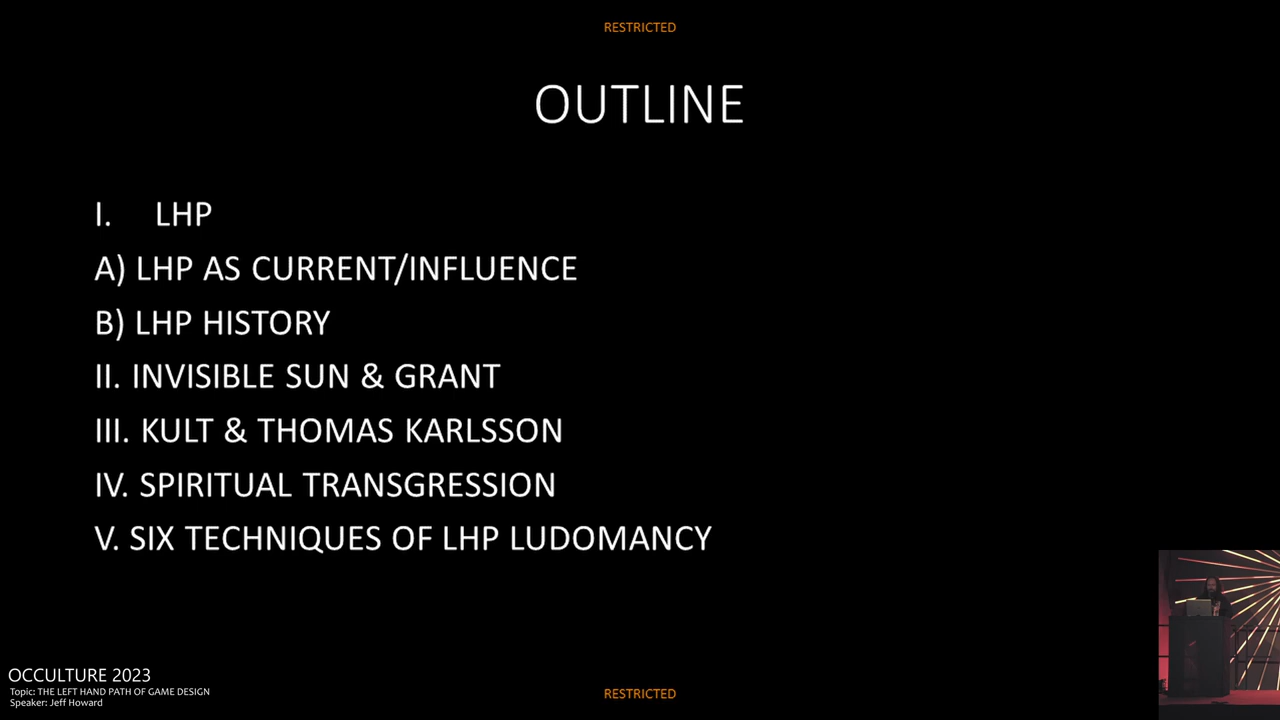 RESTRICTED
OUTLINE
I. LHP
A) LHP AS CURRENT/INFLUENCE
B) LHP HISTORY
II. INVISIBLE SUN & GRANT
III. KULT & THOMAS KARLSSON
IV. SPIRITUAL TRANSGRESSION
V. SIX TECHNIQUES OF LHP LUDOMANCY
OCCULTURE 2023
Topic: THE LEFT HAND PATH OF GAME DESIGN
Speaker: Jeff Howard
RESTRICTED